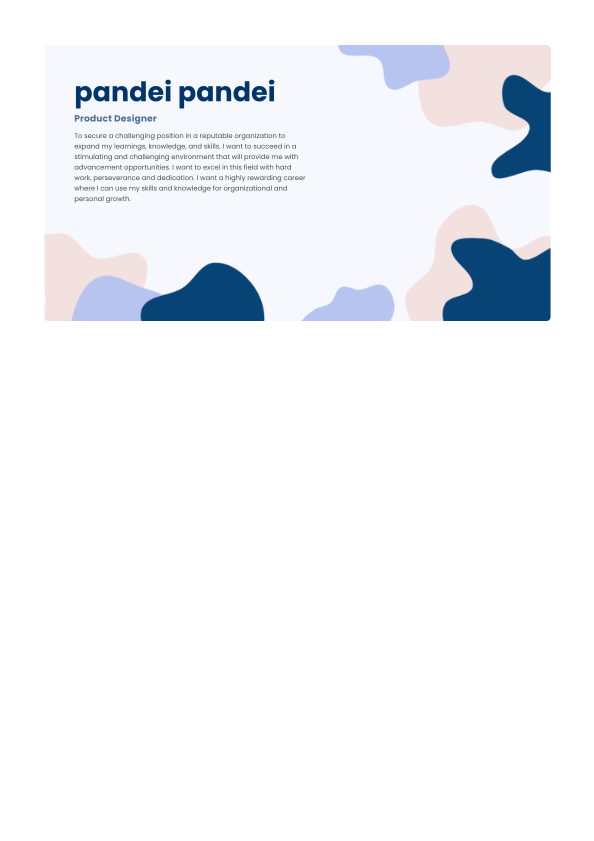 pandei pandei
Product Designer
To secure a challenging position in a reputable organization to
expand my learnings, knowledge, and skills. I want to succeed in a
stimulating and challenging environment that will provide me with
advancement opportunities. I want to excel in this field with hard
work, perseverance and dedication. I want a highly rewarding career
where I can use my skills and knowledge for organizational and
personal growth.